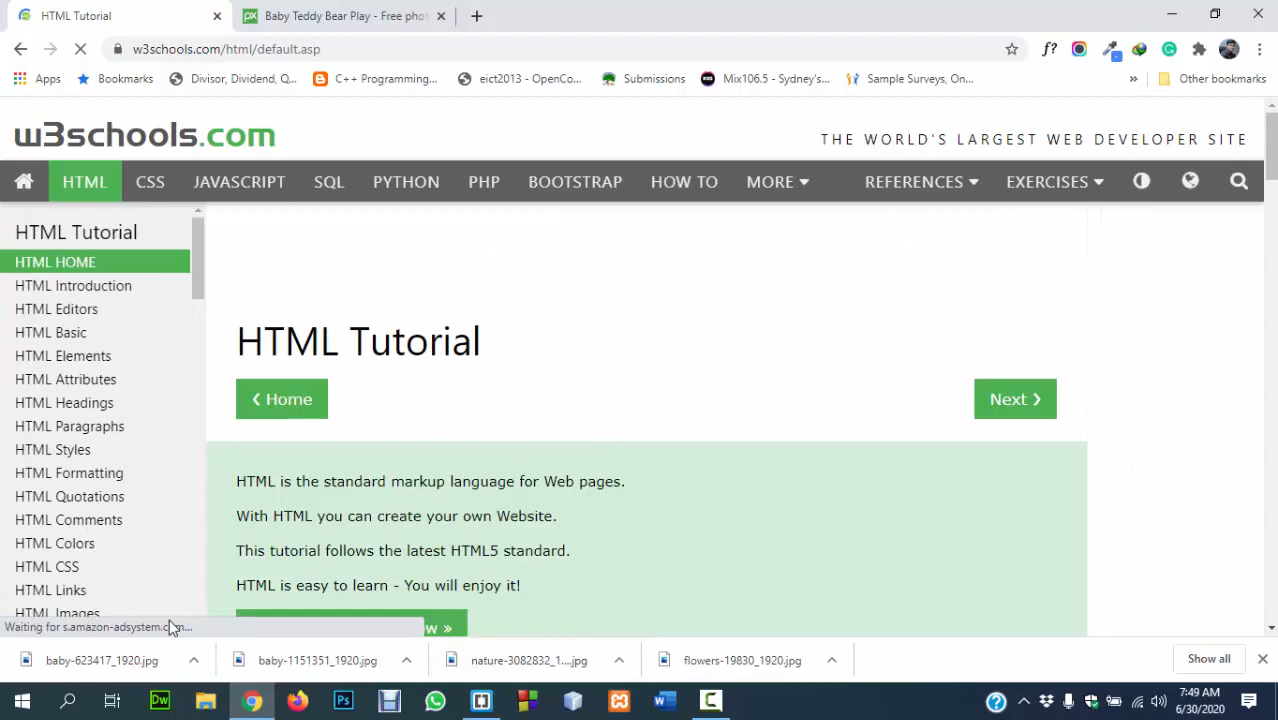 HTML Tutorial
Baby Teddy Bear Play - Free phot
w3schools.com/html/default.asp
f?
Apps
Bookmarks
Divisor, Dividend, Q...
C++ Programming...
eict2013 - OpenCo...
Submissions
Mix106.5 - Sydney's...
Sample Surveys, On...
»
Other bookmarks
w3schools.com
THE WORLD'S LARGEST WEB DEVELOPER SITE
HTML
CSS
JAVASCRIPT
SQL
PYTHON
PHP
BOOTSTRAP
HOW TO
MORE
REFERENCES
EXERCISES
HTML Tutorial
HTML HOME
HTML Introduction
HTML Editors
HTML Basic
HTML Elements
HTML Attributes
HTML Headings
HTML Paragraphs
HTML Styles
HTML Formatting
HTML Quotations
HTML Comments
HTML Colors
HTML CSS
HTML Links
HTML Images
HTML Tutorial
❮ Home
Next ❯
HTML is the standard markup language for Web pages.
With HTML you can create your own Website.
This tutorial follows the latest HTML5 standard.
HTML is easy to learn - You will enjoy it!
w »
Waiting for s.amazon-adsystem.com...
baby-623417_1920.jpg
baby-1151351_1920.jpg
nature-3082832_1....jpg
flowers-19830_1920.jpg
Show all
Dw
Ps
7:49 AM
6/30/2020